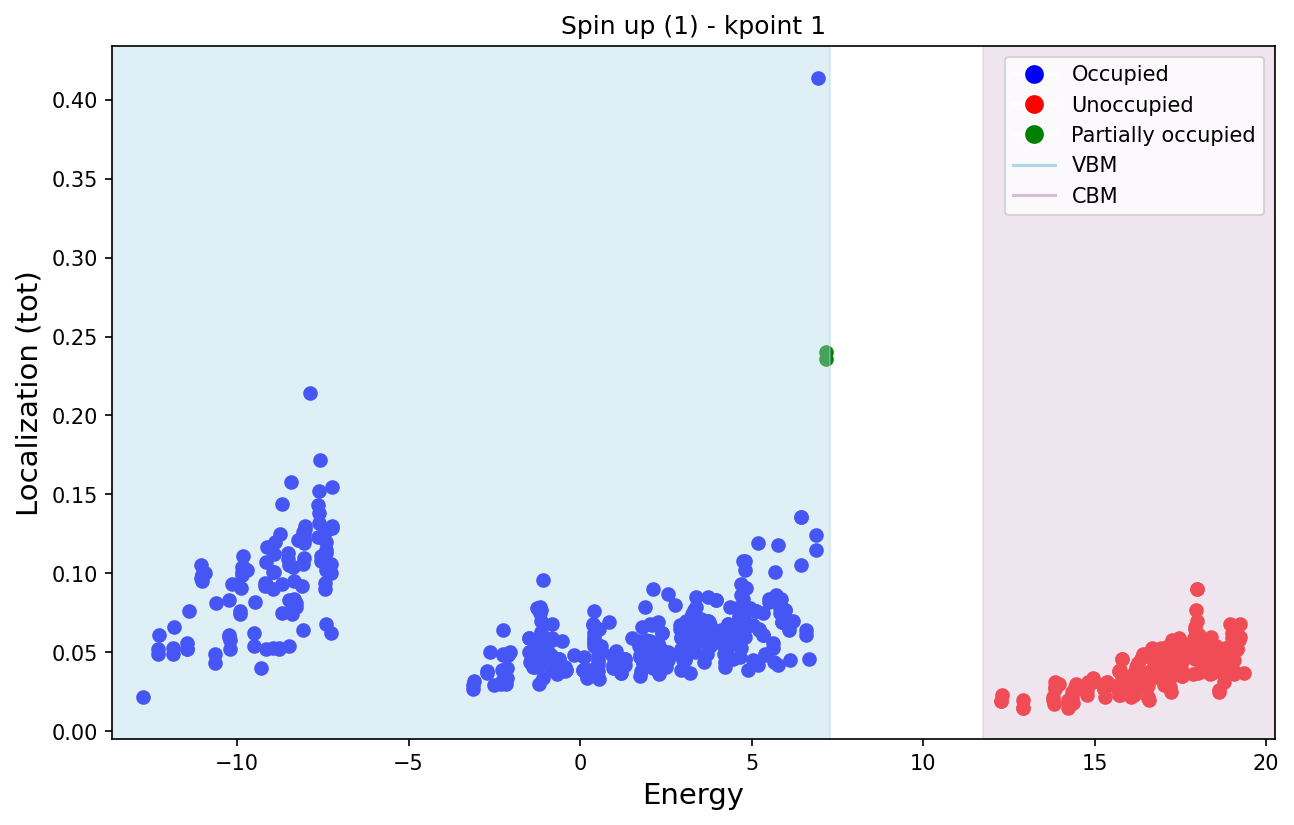 Spin up (1) - kpoint 1
Localization (tot)
0.40
0.35
0.30
0.25
0.20
0.15
0.10
0.05
0.00
Occupied
Unoccupied
Partially occupied
VBM
CBM
−10
−5
0
5
10
15
20
Energy